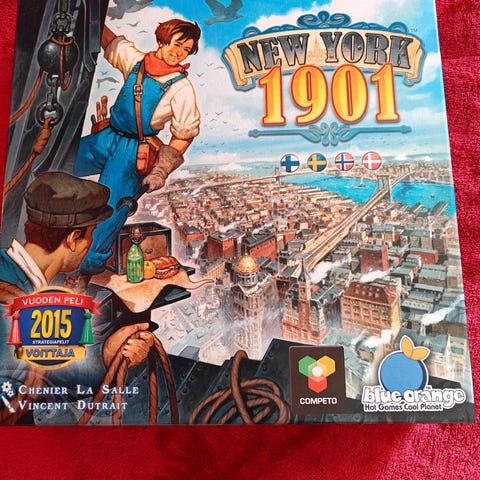 NEW YORK
1901
VUODEN PELI
2015
STRATEGIAPELIT
VOITTAJA
CHENIER LA SALLE
VINCENT DUTRAIT
COMPETO
blue orange
Hot Games Cool Planet